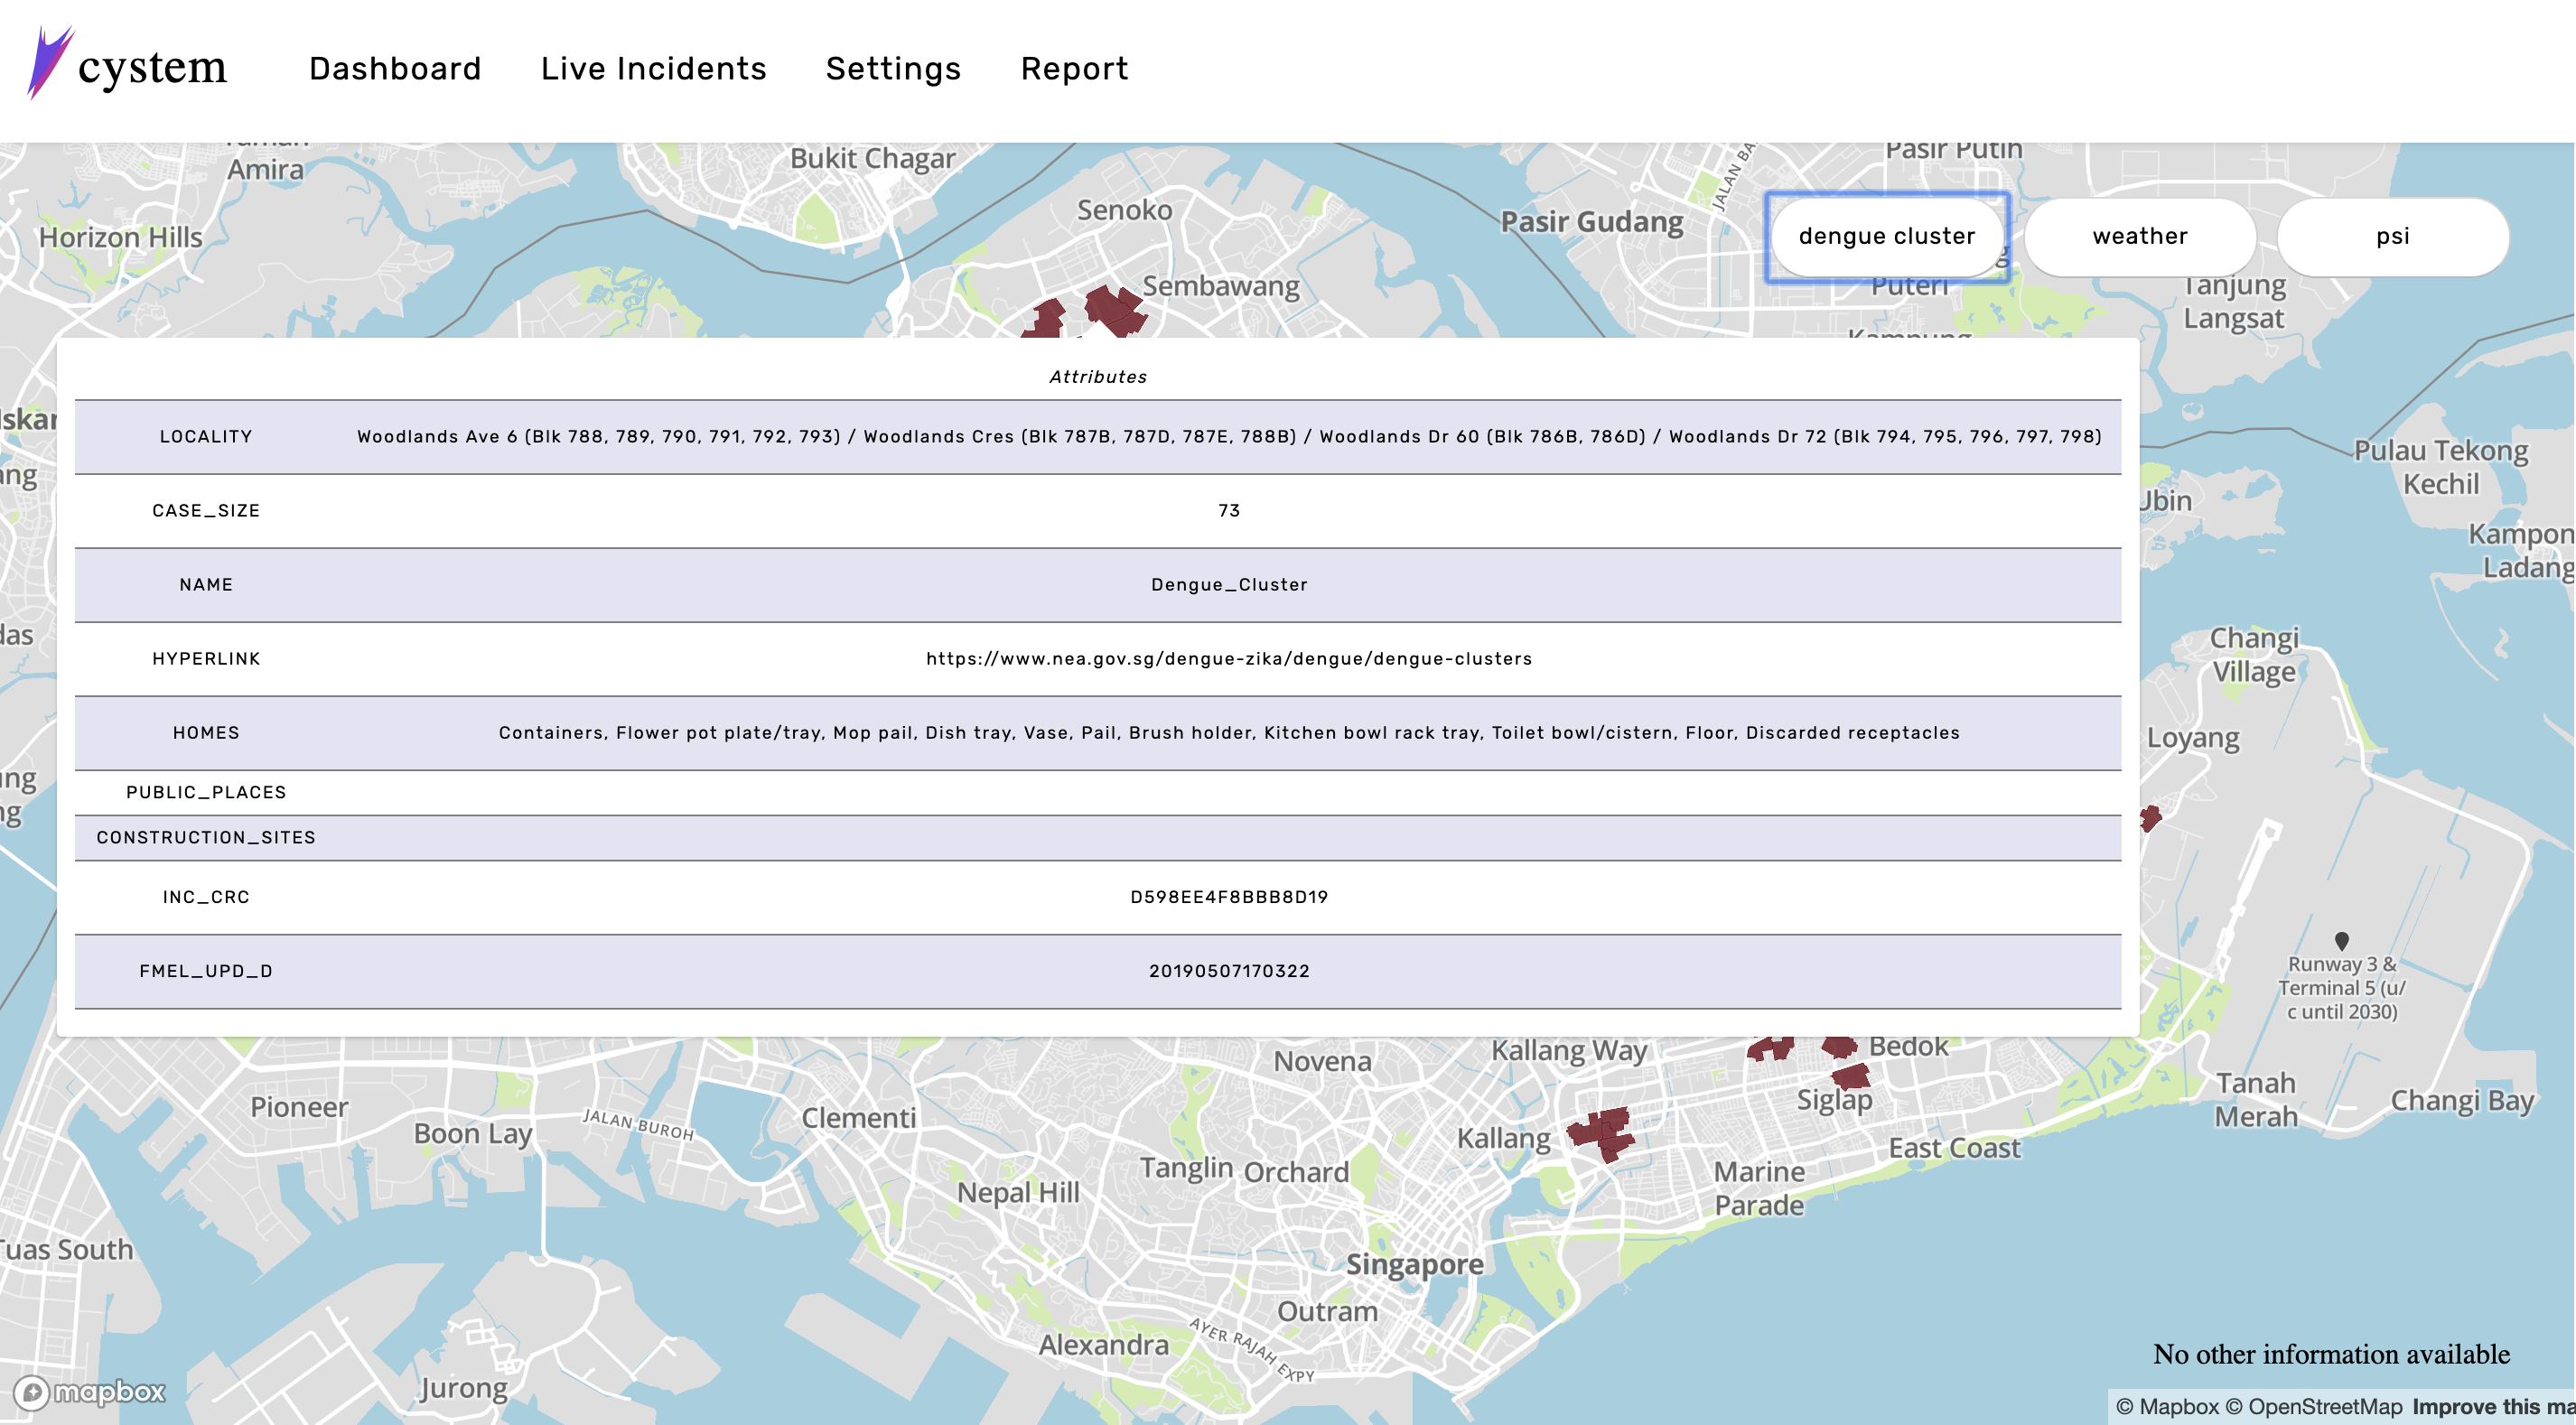 cystem
Dashboard
Live Incidents
Settings
Report
Amira
Bukit Chagar
Pasir Putih
Horizon Hills
Senoko
JALAN BA
Pasir Gudang
dengue cluster
weather
psi
Sembawang
Puteri
Tanjung
Langsat
Attributes
LOCALITY Woodlands Ave 6 (Blk 788, 789, 790, 791, 792, 793) / Woodlands Cres (Blk 787B, 787D, 787E, 788B) / Woodlands Dr 60 (Blk 786B, 786D) / Woodlands Dr 72 (Blk 794, 795, 796, 797, 798)
CASE_SIZE 73
NAME Dengue_Cluster
HYPERLINK https://www.nea.gov.sg/dengue-zika/dengue/dengue-clusters
HOMES Containers, Flower pot plate/tray, Mop pail, Dish tray, Vase, Pail, Brush holder, Kitchen bowl rack tray, Toilet bowl/cistern, Floor, Discarded receptacles
PUBLIC_PLACES
CONSTRUCTION_SITES
INC_CRC D598EE4F8BBB8D19
FMEL_UPD_D 20190507170322
Pulau Tekong
Kechil
Ubin
Kampon
Ladang
Changi
Village
Loyang
Runway 3 &
Terminal 5 (u/
c until 2030)
Novena
Kallang Way
Bedok
Pioneer
Boon Lay
JALAN BUROH
Clementi
Siglap
Tanah
Merah
Changi Bay
Kallang
East Coast
Tanglin
Orchard
Nepal Hill
Marine
Parade
Tuas South
Singapore
Outram
Alexandra
AYER RAJAH EXPY
Jurong
No other information available
mapbox
© Mapbox © OpenStreetMap Improve this ma